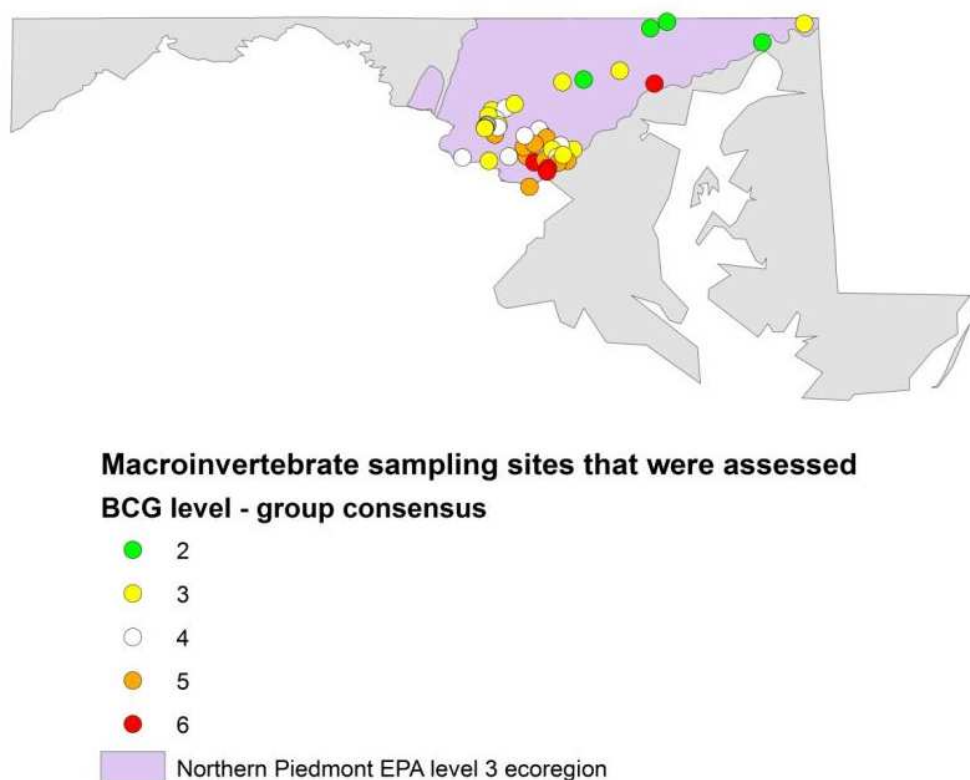 Macroinvertebrate sampling sites that were assessed
BCG level - group consensus
2
3
4
5
6
Northern Piedmont EPA level 3 ecoregion